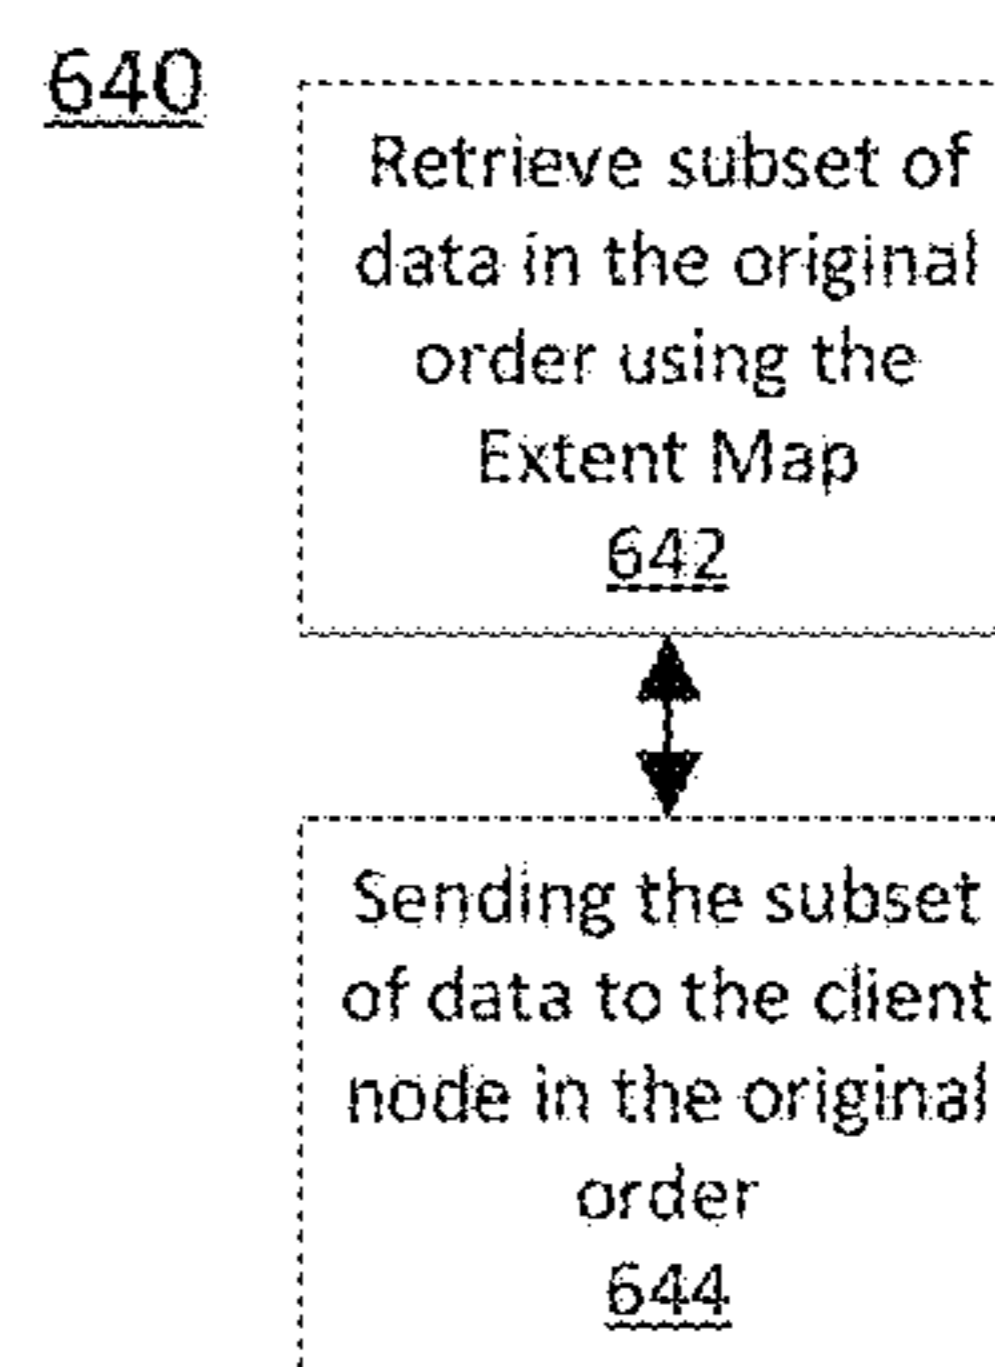 640
Retrieve subset of
data in the original
order using the
Extent Map
642
Sending the subset
of data to the client
node in the original
order
644